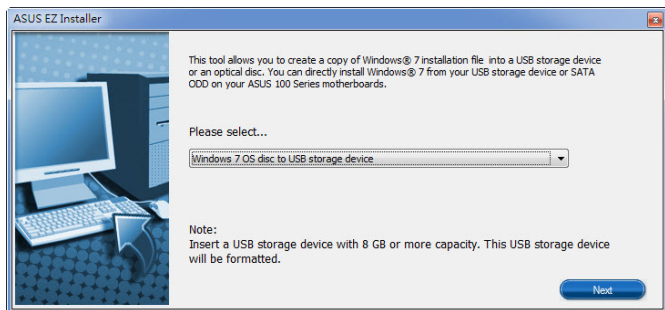 ASUS EZ Installer
This tool allows you to create a copy of Windows® 7 installation file into a USB storage device
or an optical disc. You can directly install Windows® 7 from your USB storage device or SATA
ODD on your ASUS 100 Series motherboards.
Please select...
Windows 7 OS disc to USB storage device
Note:
Insert a USB storage device with 8 GB or more capacity. This USB storage device
will be formatted.
Next